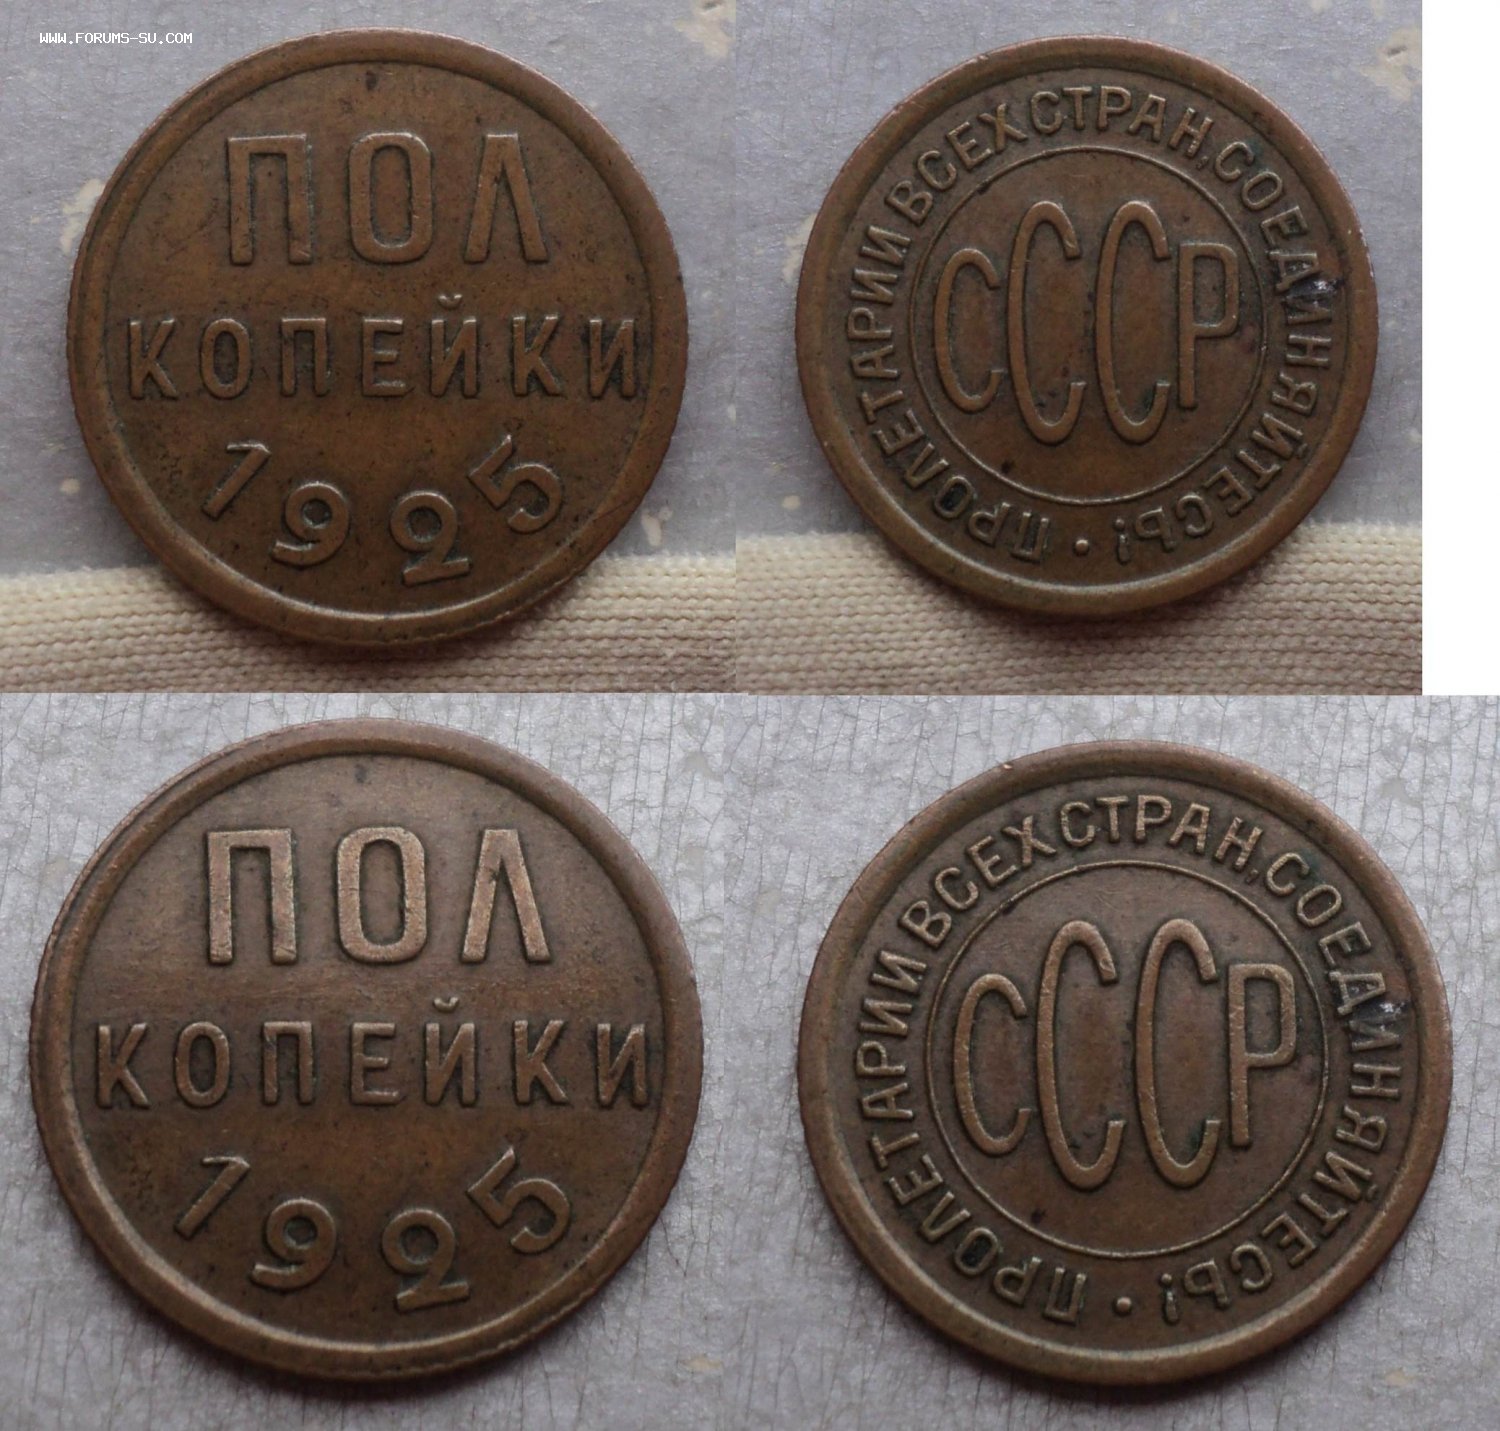 WWW.FORUMS-SU.COM
ПОЛ
КОПЕЙКИ
1925
ПРОЛЕТАРИИ ВСЕХ СТРАН, СОЕДИНЯЙТЕСЬ!
СССР
ПОЛ
КОПЕЙКИ
1925
ПРОЛЕТАРИИ ВСЕХ СТРАН, СОЕДИНЯЙТЕСЬ!
СССР